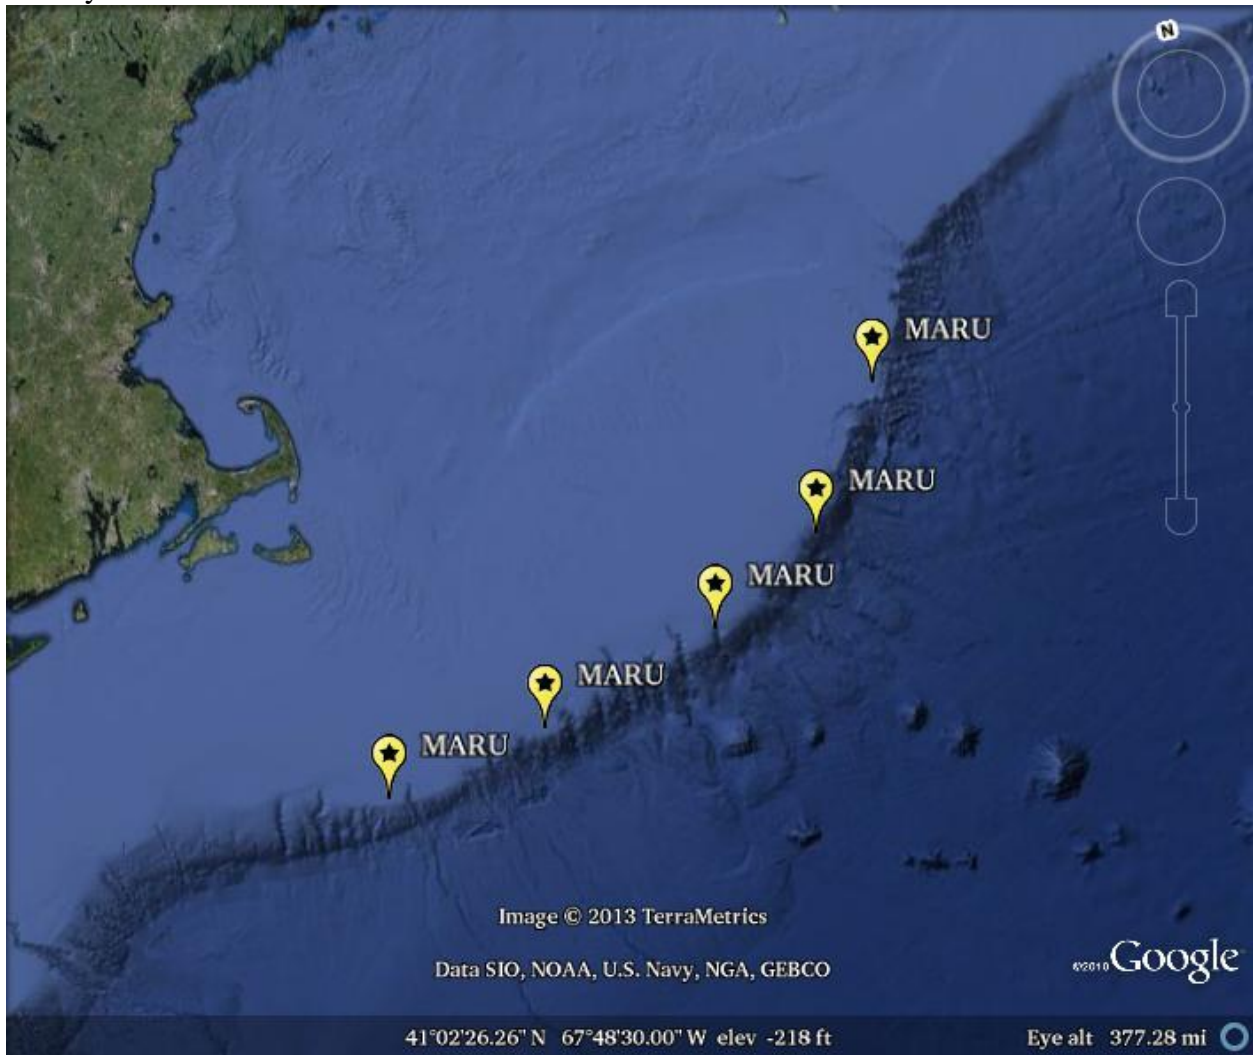 N
MARU
MARU
MARU
MARU
MARU
Image © 2013 TerraMetrics
Data SIO, NOAA, U.S. Navy, NGA, GEBCO
©2010 Google
41°02'26.26" N 67°48'30.00" W elev -218 ft
Eye alt 377.28 mi